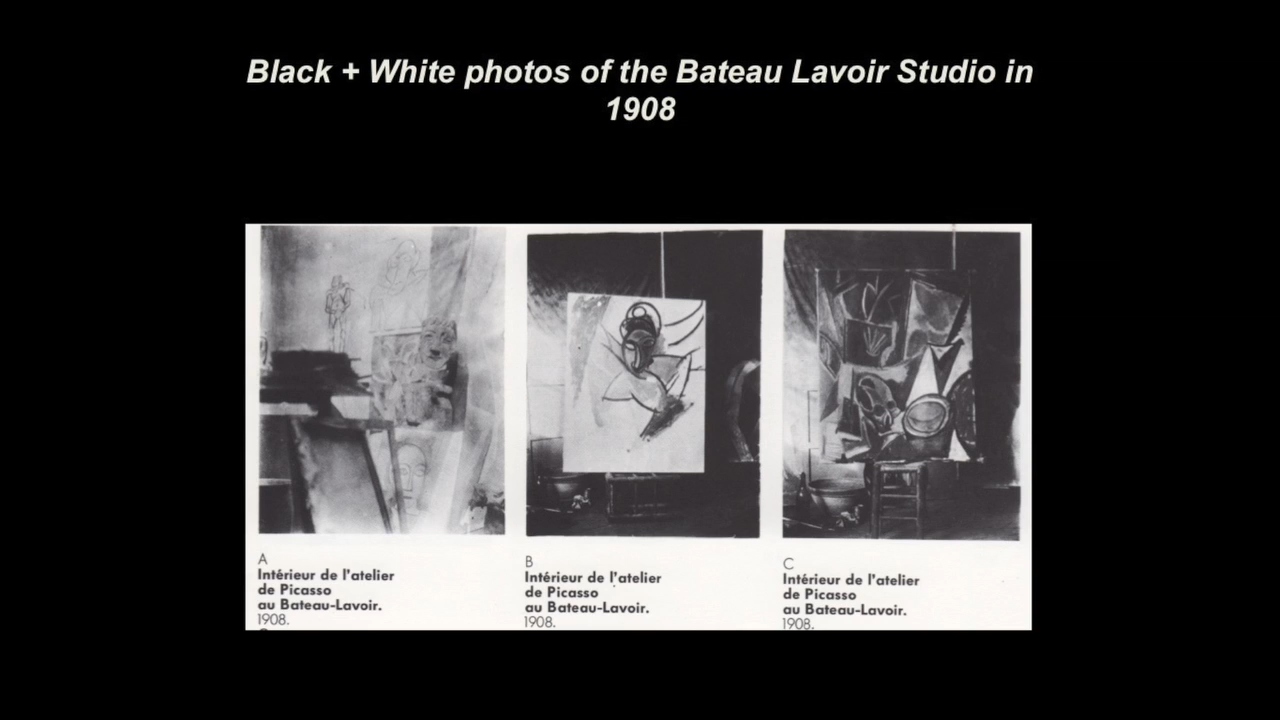 Black + White photos of the Bateau Lavoir Studio in
1908
A
Intérieur de l'atelier
de Picasso
au Bateau-Lavoir.
1908.
B
Intérieur de l'atelier
de Picasso
au Bateau-Lavoir.
1908.
C
Intérieur de l'atelier
de Picasso
au Bateau-Lavoir.
1908.